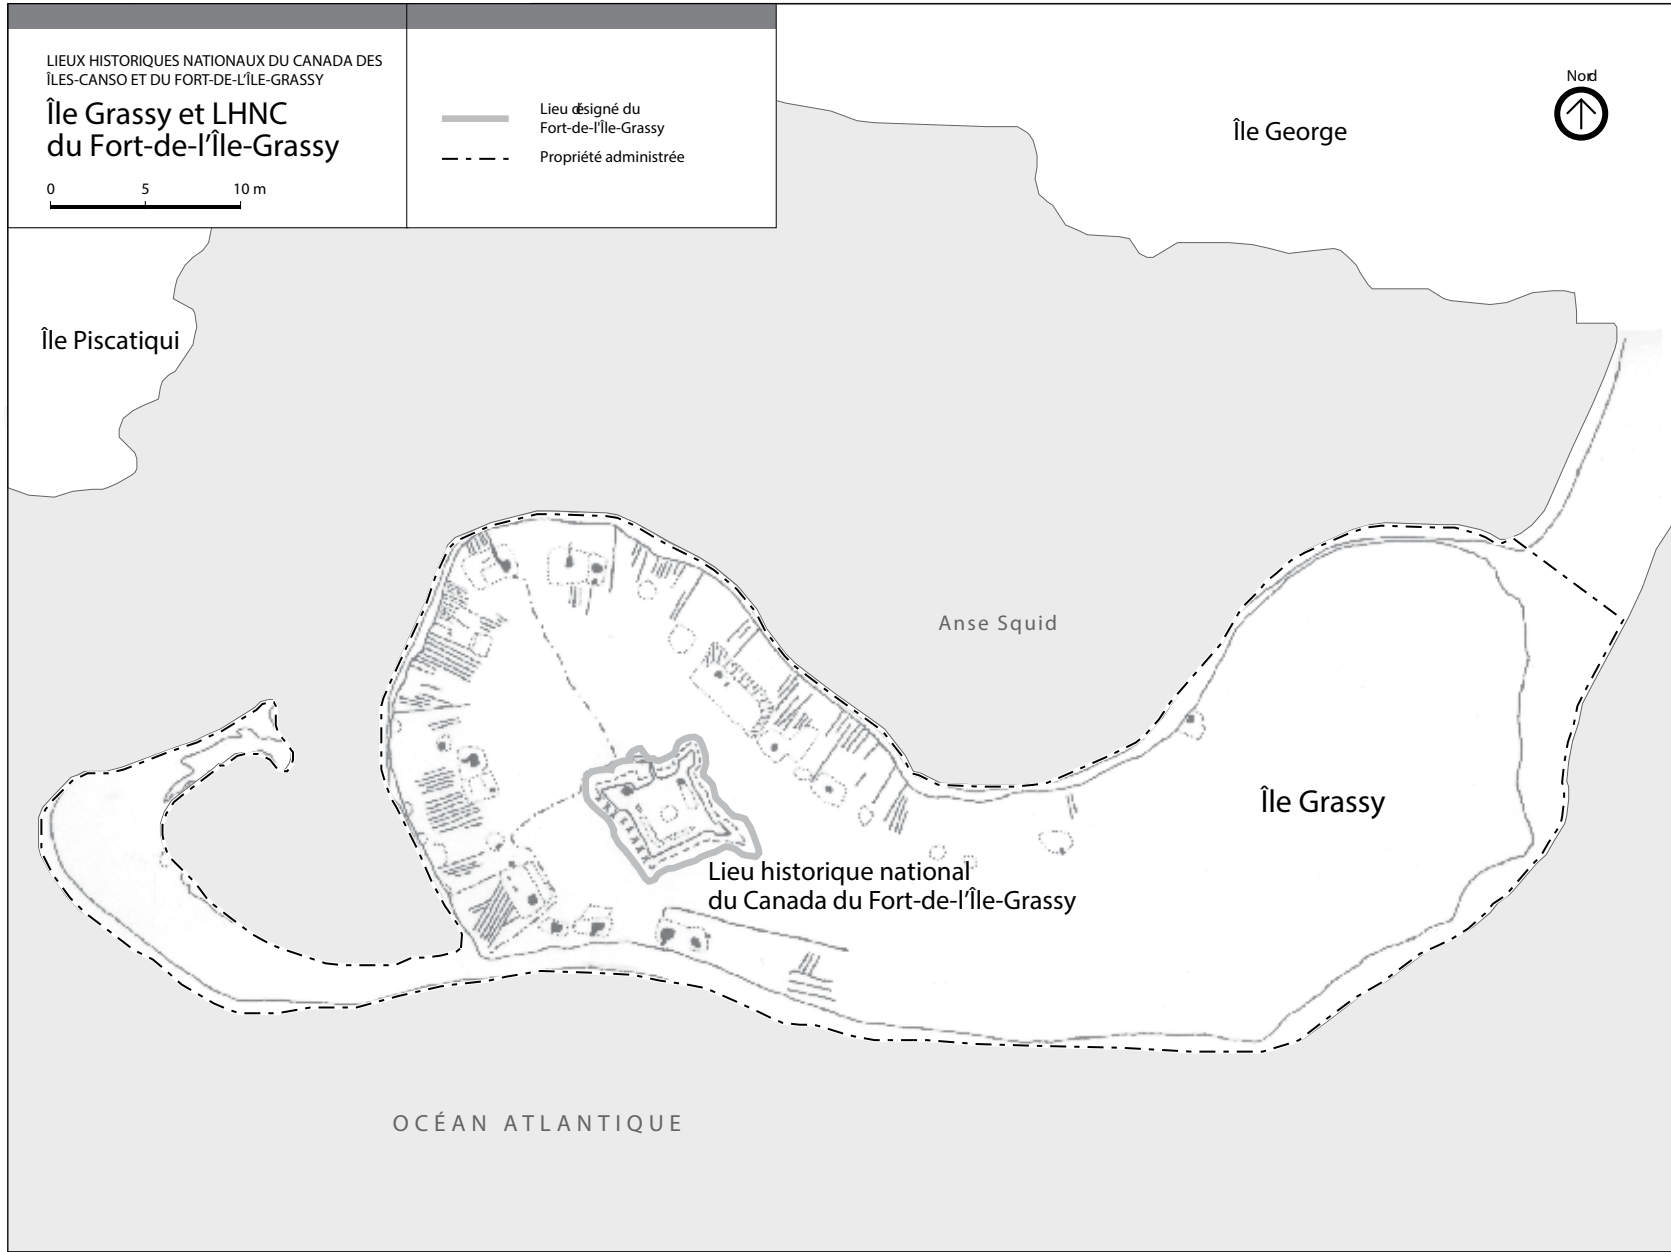 LIEUX HISTORIQUES NATIONAUX DU CANADA DES
ÎLES-CANSO ET DU FORT-DE-L'ÎLE-GRASSY
Île Grassy et LHNC
du Fort-de-l'Île-Grassy
0 5 10 m
Lieu désigné du
Fort-de-l'Île-Grassy
Propriété administrée
Nord
Île George
Île Piscatiqui
Anse Squid
Île Grassy
Lieu historique national
du Canada du Fort-de-l'Île-Grassy
OCÉAN ATLANTIQUE